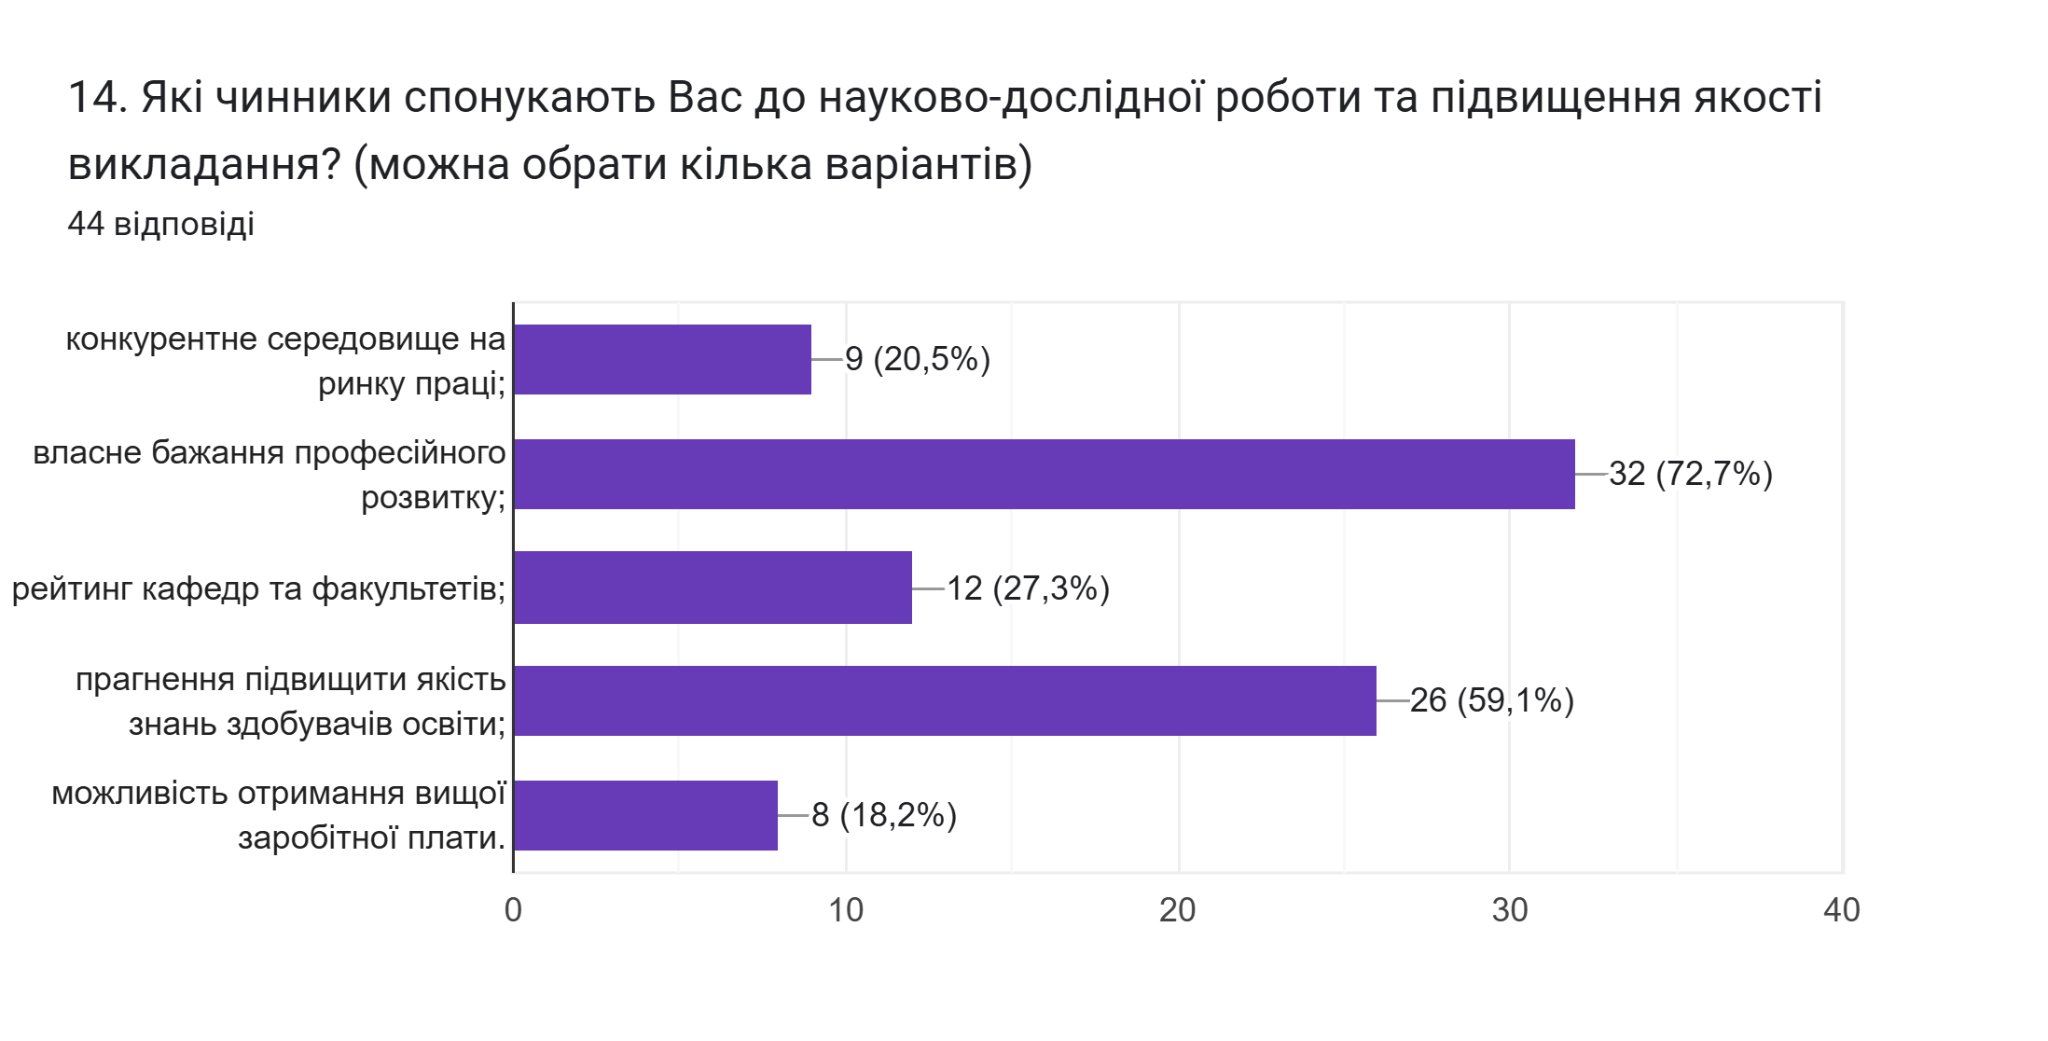 14. Які чинники спонукають Вас до науково-дослідної роботи та підвищення якості
викладання? (можна обрати кілька варіантів)
44 відповіді
конкурентне середовище на
ринку праці;
9 (20,5%)
власне бажання професійного
розвитку;
32 (72,7%)
рейтинг кафедр та факультетів;
12 (27,3%)
прагнення підвищити якість
знань здобувачів освіти;
26 (59,1%)
можливість отримання вищої
заробітної плати.
8 (18,2%)
0 10 20 30 40